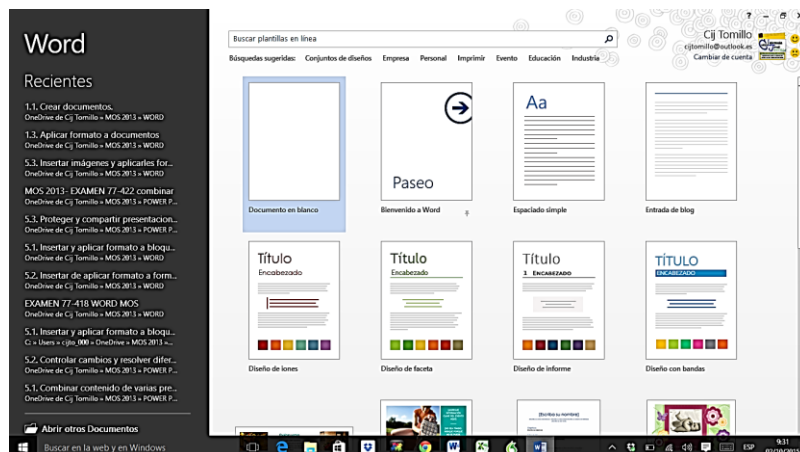 Word
Recientes
1.1. Crear documentos.
OneDrive de Cij Tomillo » MOS 2013 » WORD
1.3. Aplicar formato a documentos
OneDrive de Cij Tomillo » MOS 2013 » WORD
5.3. Insertar imágenes y aplicarles for...
OneDrive de Cij Tomillo » MOS 2013 » WORD
MOS 2013- EXAMEN 77-422 combinar
OneDrive de Cij Tomillo » MOS 2013 » POWER P...
5.3. Proteger y compartir presentacion...
OneDrive de Cij Tomillo » MOS 2013 » POWER P...
5.1. Insertar y aplicar formato a bloqu...
OneDrive de Cij Tomillo » MOS 2013 » WORD
5.2. Insertar de aplicar formato a form...
OneDrive de Cij Tomillo » MOS 2013 » WORD
EXAMEN 77-418 WORD MOS
OneDrive de Cij Tomillo » MOS 2013 » WORD
5.1. Insertar y aplicar formato a bloqu...
C: » Users » cijto_000 » OneDrive » MOS 2013 »...
5.2. Controlar cambios y resolver difer...
OneDrive de Cij Tomillo » MOS 2013 » POWER P...
5.1. Combinar contenido de varias pre...
OneDrive de Cij Tomillo » MOS 2013 » POWER P...
Abrir otros Documentos
Buscar plantillas en línea
Búsquedas sugeridas: Conjuntos de diseños Empresa Personal Imprimir Evento Educación Industria
?
Cij Tomillo
cijtomillo@outlook.es
Cambiar de cuenta
Paseo
Aa
Documento en blanco Bienvenido a Word Espaciado simple Entrada de blog
Título Título Título TÍTULO
Encabezado Encabezado 1 ENCABEZADO ENCABEZADO
Diseño de iones Diseño de faceta Diseño de informe Diseño con bandas
[Escriba su nombre]
Buscar en la web y en Windows
ESP
9:31
02/10/2015